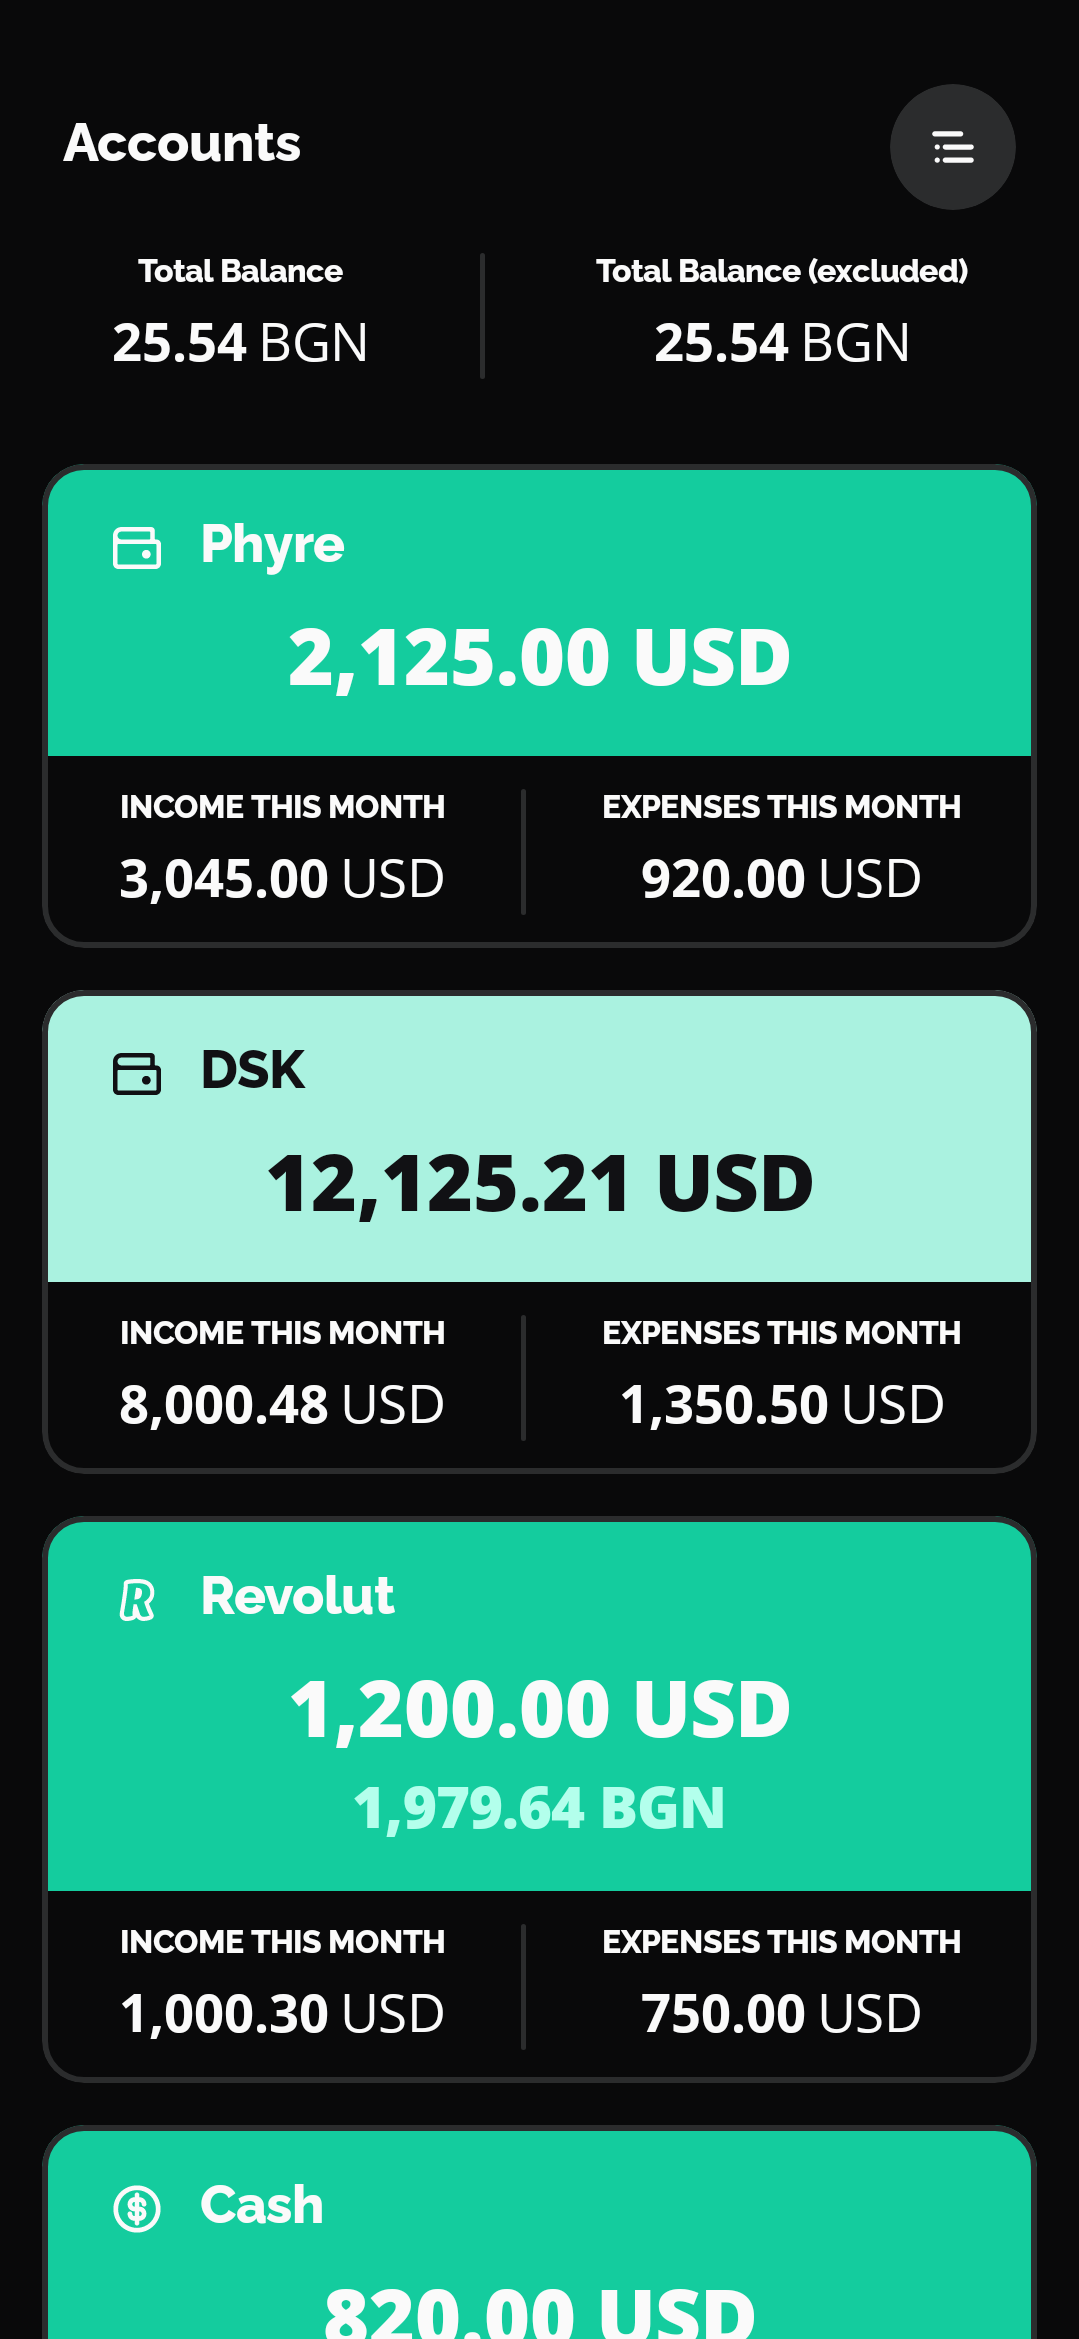 Accounts
Total Balance
Total Balance (excluded)
25.54 BGN
25.54 BGN
Phyre
2,125.00 USD
INCOME THIS MONTH
EXPENSES THIS MONTH
3,045.00 USD
920.00 USD
DSK
12,125.21 USD
INCOME THIS MONTH
EXPENSES THIS MONTH
8,000.48 USD
1,350.50 USD
Revolut
1,200.00 USD
1,979.64 BGN
INCOME THIS MONTH
EXPENSES THIS MONTH
1,000.30 USD
750.00 USD
Cash
820.00 USD